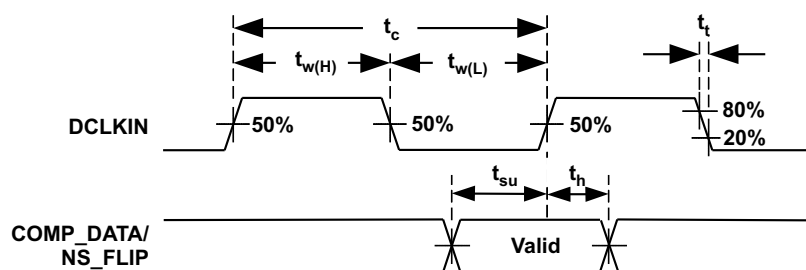 t_c
t_t
t_w(H)
t_w(L)
DCLKIN
50%
50%
50%
80%
20%
t_su
t_h
COMP_DATA/
NS_FLIP
Valid